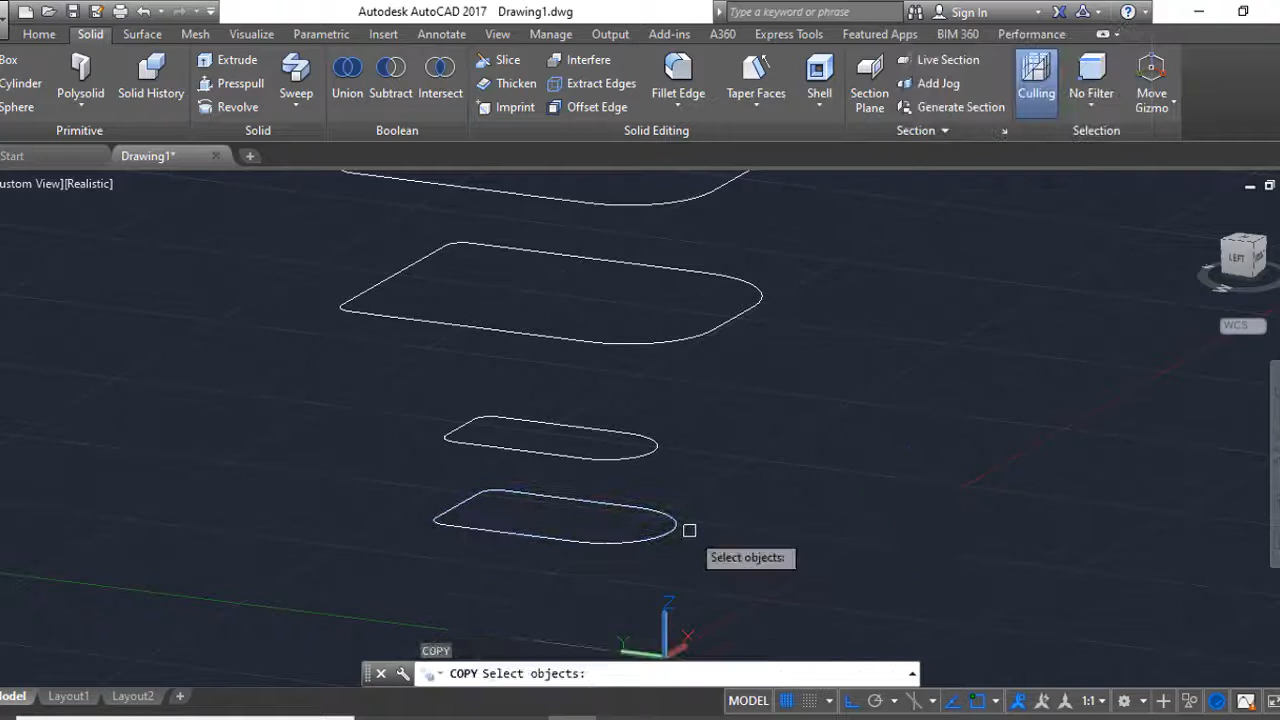 Autodesk AutoCAD 2017 Drawing1.dwg
Type a keyword or phrase
Sign In
Home Solid Surface Mesh Visualize Parametric Insert Annotate View Manage Output Add-ins A360 Express Tools Featured Apps BIM 360 Performance
Box
Cylinder
Sphere
Polysolid
Solid History
Extrude
Presspull
Revolve
Sweep
Union
Subtract
Intersect
Slice
Thicken
Imprint
Interfere
Extract Edges
Offset Edge
Fillet Edge
Taper Faces
Shell
Section
Plane
Live Section
Add Jog
Generate Section
Culling
No Filter
Move
Gizmo
Primitive
Solid
Boolean
Solid Editing
Section
Selection
Start
Drawing1*
ustom View][Realistic]
LEFT
WCS
Select objects:
Z
Y
X
COPY
COPY Select objects:
Model Layout1 Layout2
MODEL
1:1